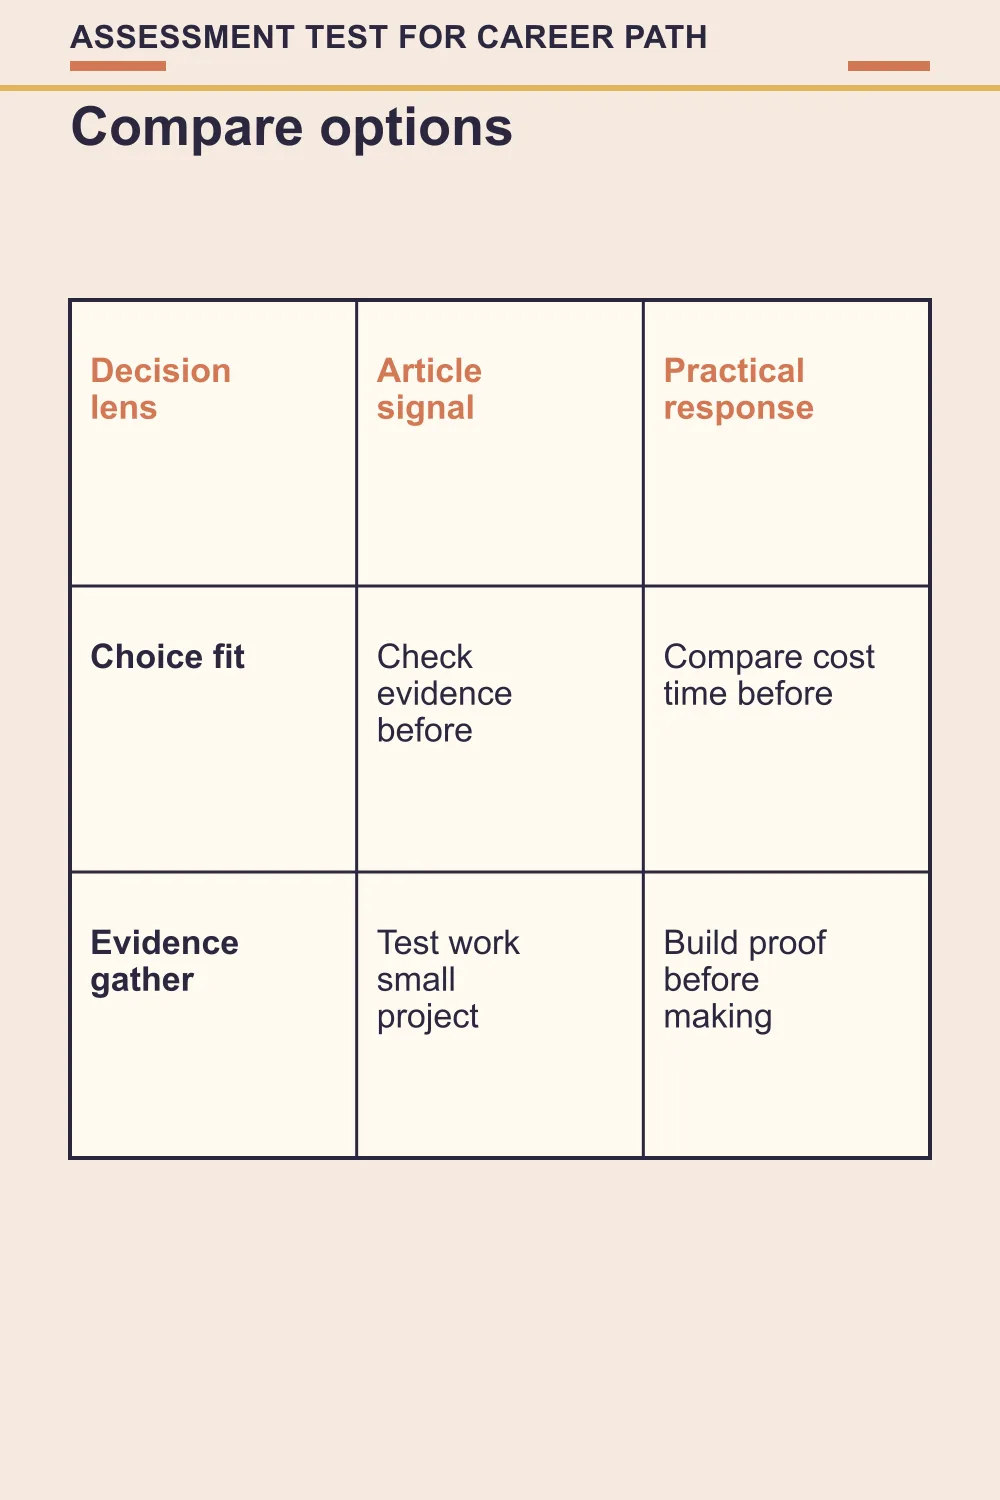 ASSESSMENT TEST FOR CAREER PATH
Compare options
Decision
lens
Article
signal
Practical
response
Choice fit
Check
evidence
before
Compare cost
time before
Evidence
gather
Test work
small
project
Build proof
before
making